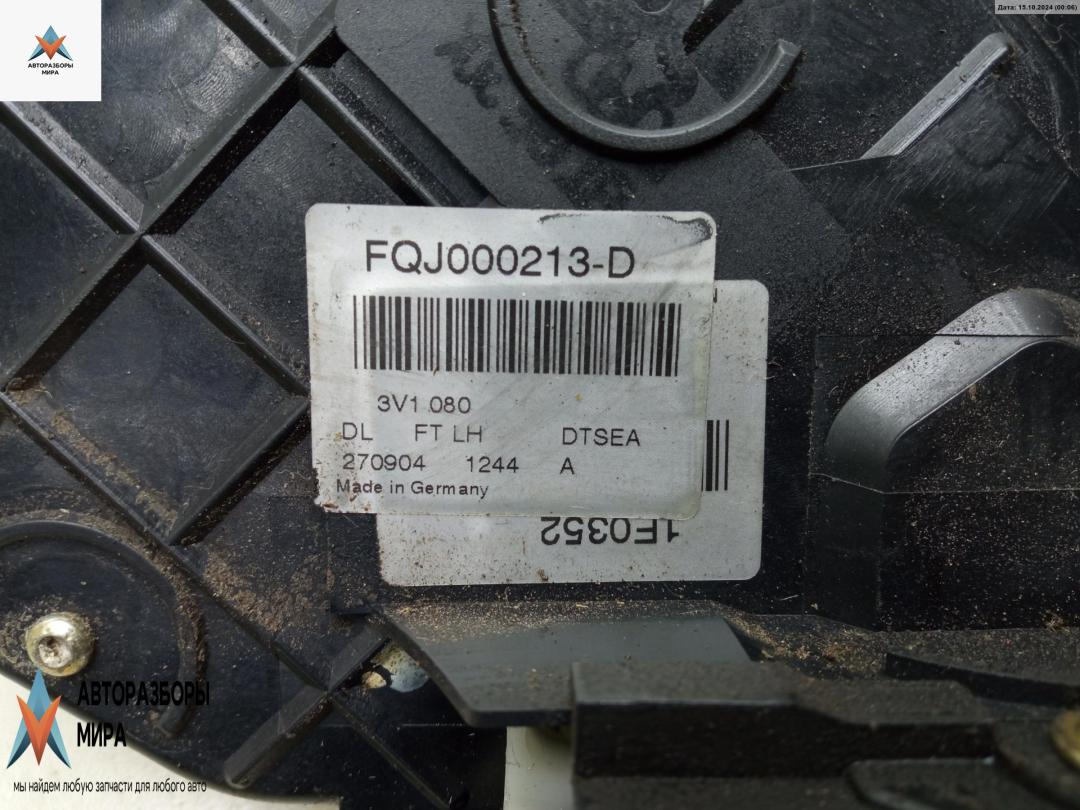 АВТОРАЗБОРЫ
МИРА
Дата: 15.10.2024 (00:06)
FQJ000213-D
3V1 080
DL FT LH DTSEA
270904 1244 A
Made in Germany
1F0352
АВТОРАЗБОРЫ
МИРА
мы найдем любую запчасти для любого авто